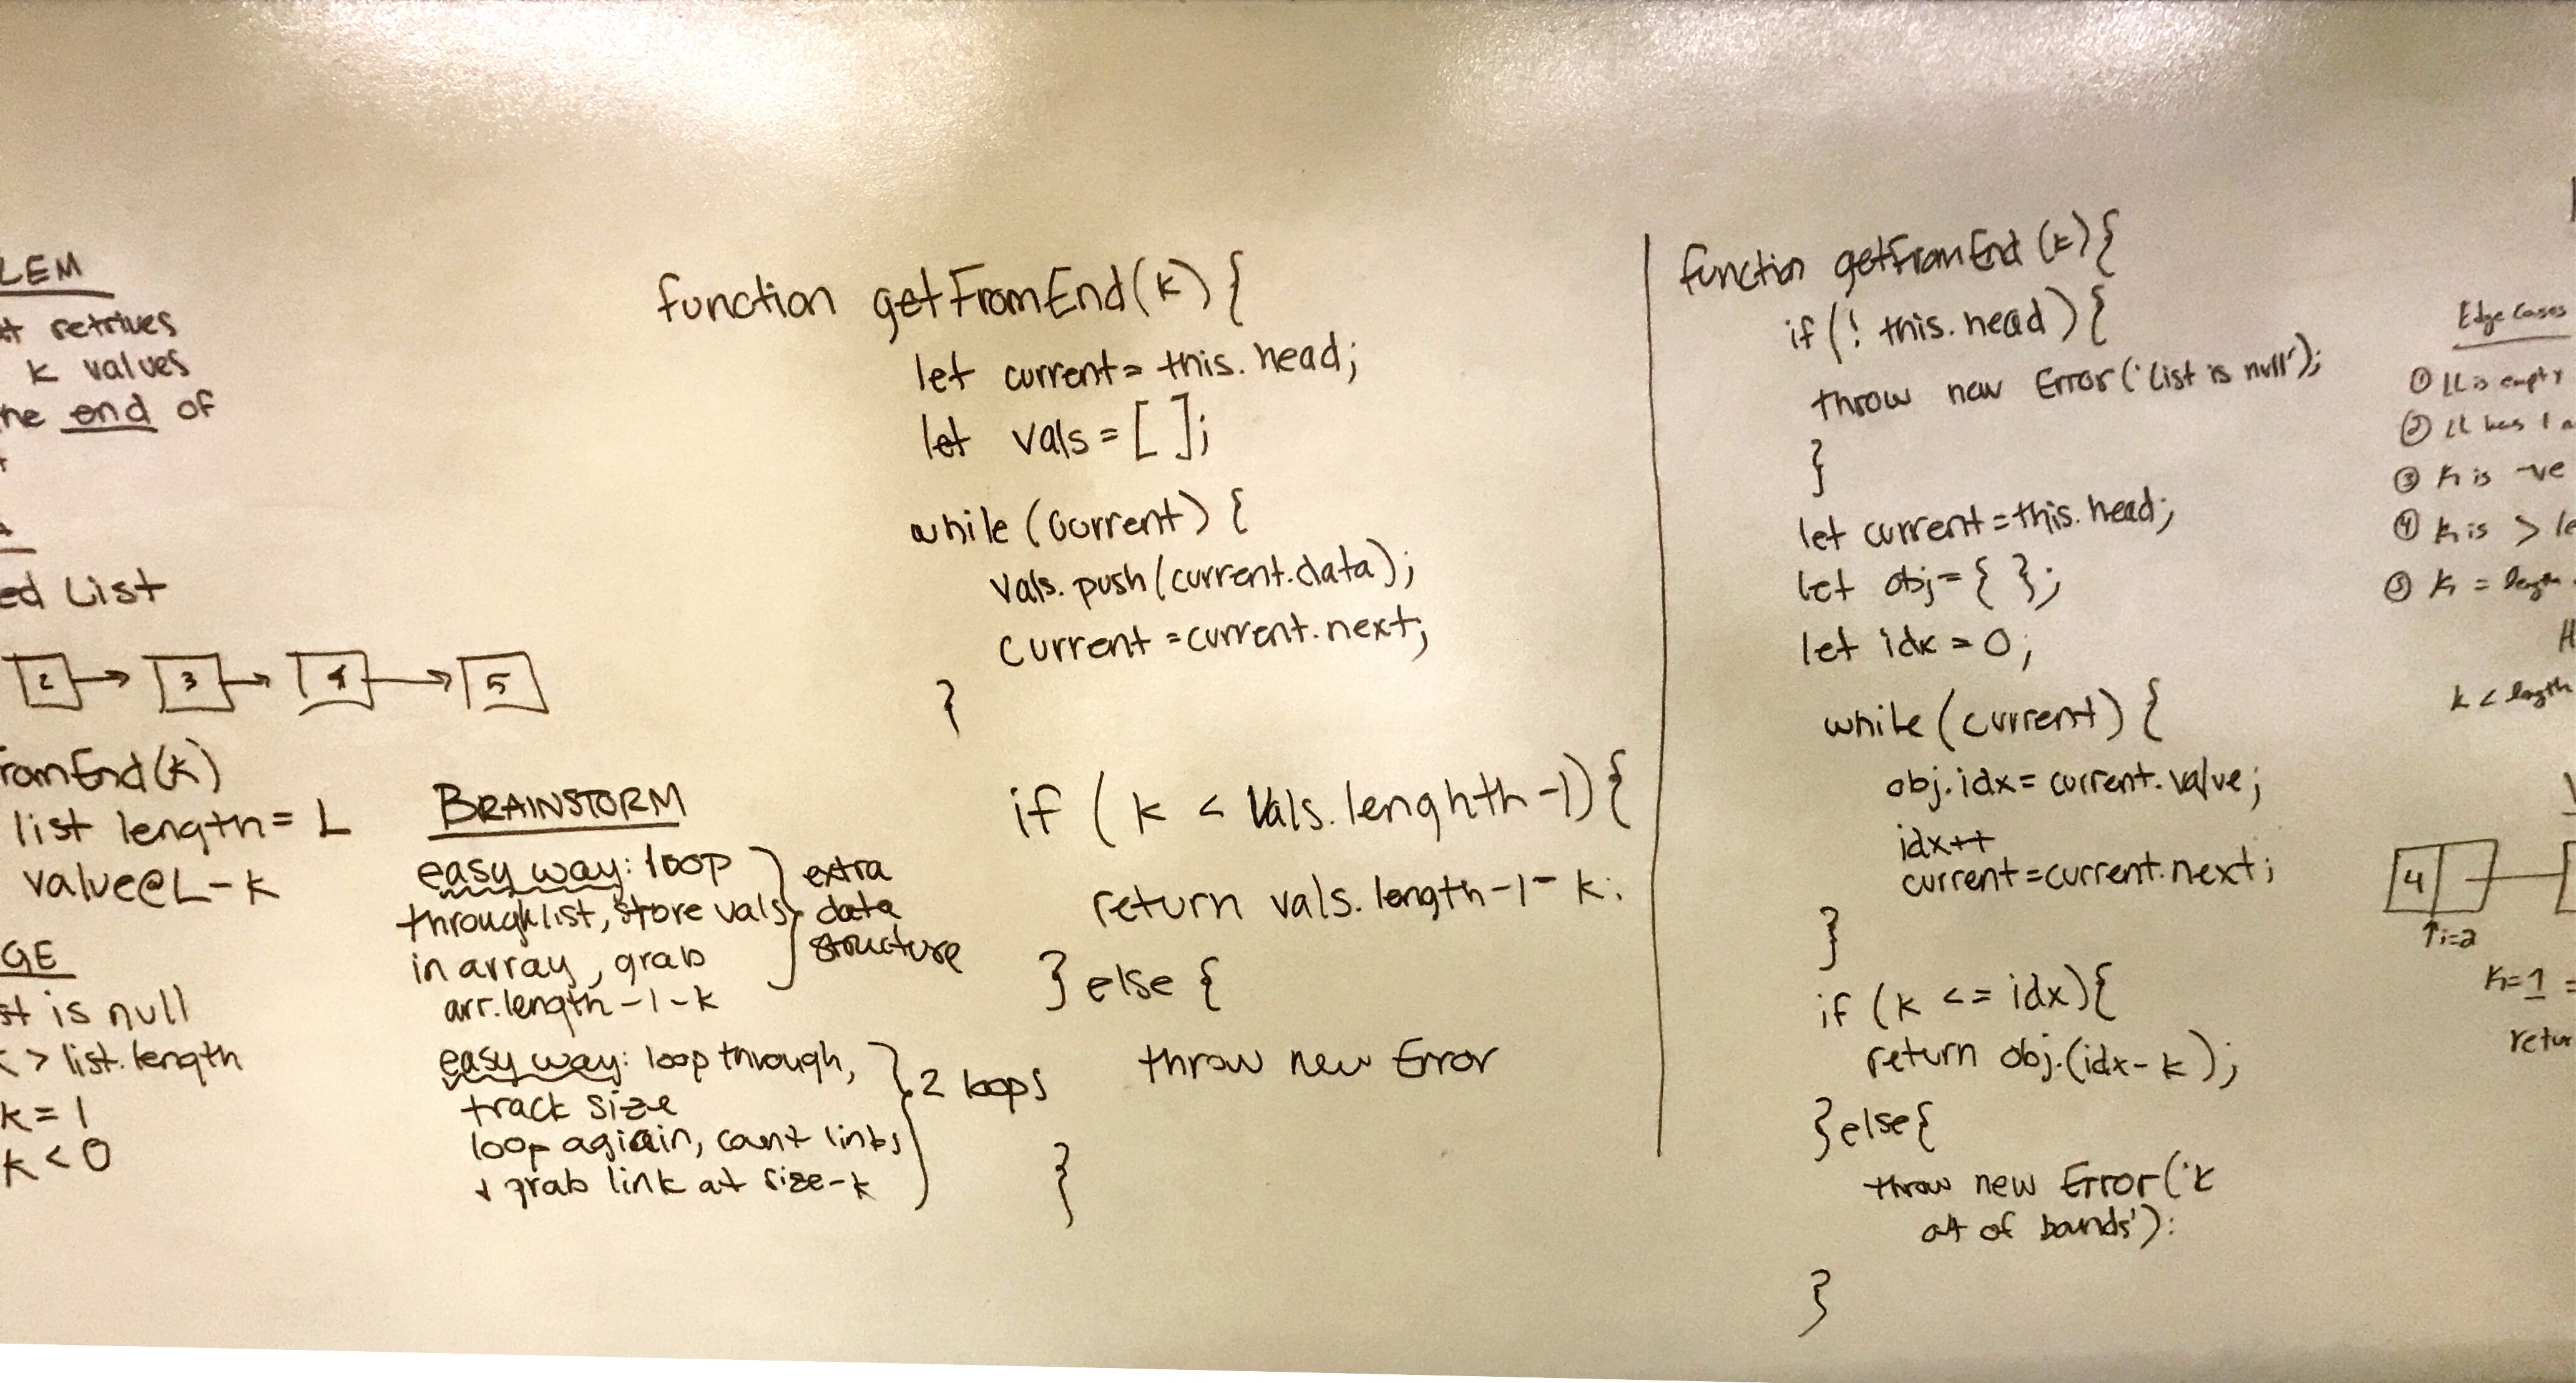 LEM
retrives
k values
the end of
ed List
2 3 4 5
romEnd(k)
list length = L
value@L-k
GE
st is null
> list.length
k = 1
k < 0
BRAINSTORM
easy way: loop
through list, store vals
in array, grab
arr.length -1-k
extra
data
structure
easy way: loop through,
track size
loop agiain, count links
grab link at size-k
2 loops
function getFromEnd(k) {
let current = this.head;
let vals = [ ];
while (current) {
vals.push(current.data);
current = current.next;
}
if ( k < vals.lenghth -1) {
return vals.length-1-k;
} else {
throw new Error
}
function getFromEnd(k) {
if (! this.head) {
throw new Error('list is null');
}
let current = this.head;
let obj = { };
let idx = 0;
while (current) {
obj.idx = current.value;
idx++
current = current.next;
}
if (k <= idx) {
return obj.(idx-k);
} else {
throw new Error('k
out of bounds');
}
Edge Cases
① LL is empty
② LL has 1
③ k is -ve
④ k is >
⑤ k = length
k < length
4
i=2
k=1 =
retur